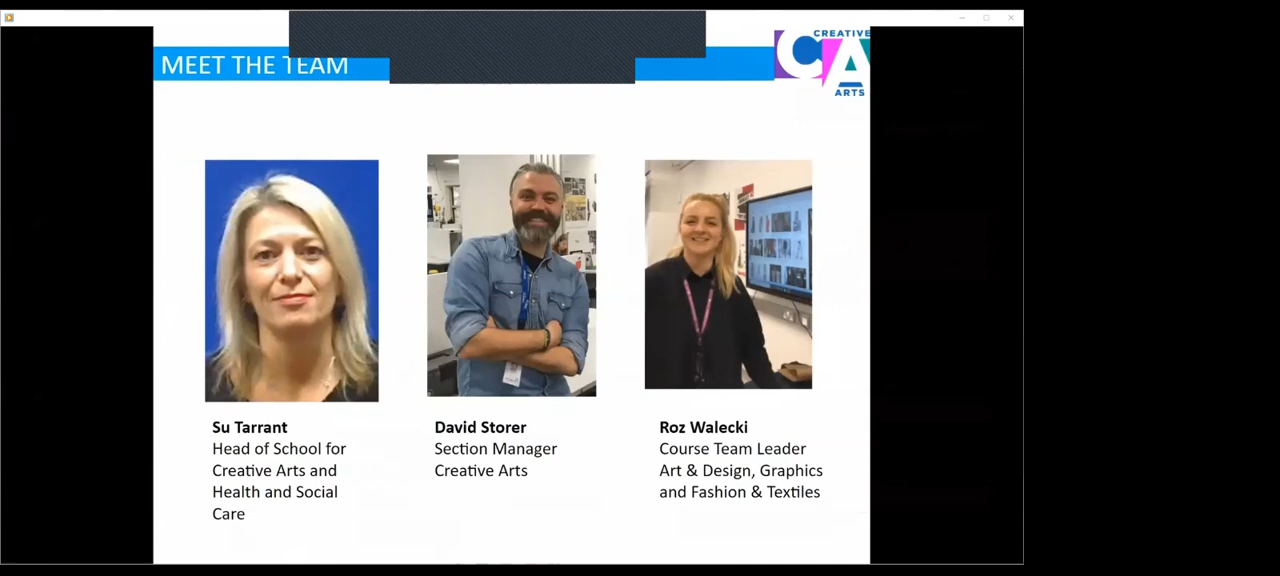 MEET THE TEAM
CREATIVE
CA
ARTS
Su Tarrant
Head of School for
Creative Arts and
Health and Social
Care
David Storer
Section Manager
Creative Arts
Roz Walecki
Course Team Leader
Art & Design, Graphics
and Fashion & Textiles